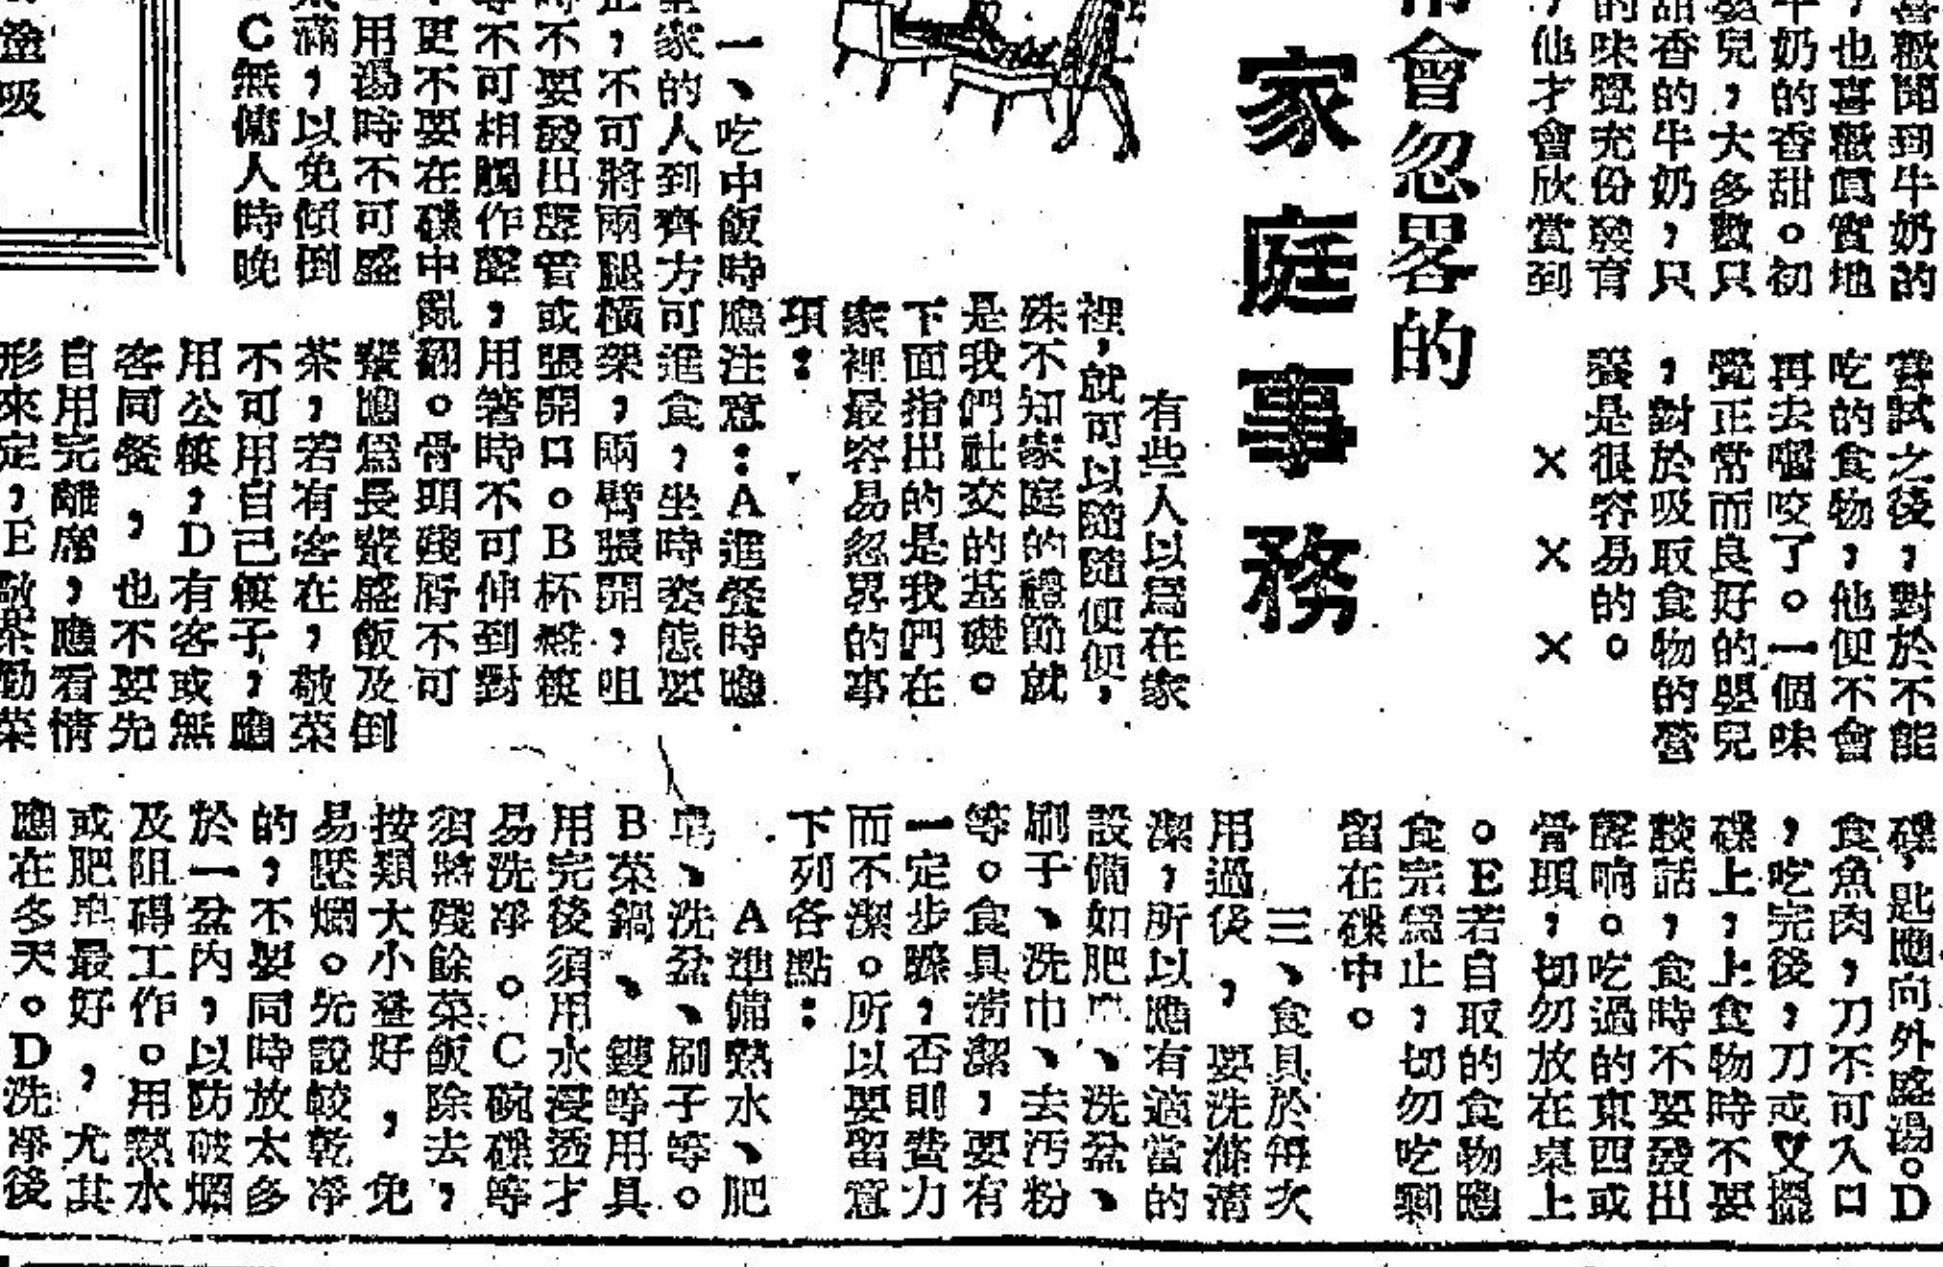 喜歡聞到牛奶的
，也喜歡眞實地
牛奶的香甜。初
嬰兒，大多數只
甜香的牛奶，只
的味覺充份發育
，他才會欣賞到
嘗試之後，對於不能
吃的食物，他便不會
再去嚼咬了。一個味
覺正常而良好的嬰兒
，對於吸取食物的營
養是很容易的。
×××
會忽畧的
家庭事務
有些人以爲在家
裡，就可以隨隨便便，
殊不知家庭的禮節就
是我們社交的基礎。
下面指出的是我們在
家裡最容易忽畧的事
項：
一、吃中飯時應注意：A進餐時應
家的人到齊方可進食，坐時姿態要
正，不可將兩腿橫架，兩臂張開，咀
時不要發出聲音或張開口。B杯盤筷
等不可相觸作聲，用箸時不可伸到對
更不要在碟中亂翻。骨頭殘屑不可
用湯時不可盛
滿，以免傾倒
C無傭人時晚
輩應爲長輩盛飯及倒
茶，若有客在，敬菜
不可用自己筷子，應
用公筷，D有客或無
客同餐，也不要先
自用完離席，應看情
形來定，E敬茶勸菜
碟，匙應向外盛湯。D
食魚肉，刀不可入口
，吃完後，刀或叉擺
碟上，上食物時不要
談話，食時不要發出
聲响。吃過的東西或
骨頭，切勿放在桌上
。E若自取的食物應
食完爲止，切勿吃剩
留在碟中。
三、食具於每次
用過後，要洗滌清
潔，所以應有適當的
設備如肥皂、洗盆、
刷子、洗巾、去汚粉
等。食具清潔，要有
一定步驟，否則費力
而不潔。所以要留意
下列各點：
A準備熱水、肥
皂、洗盆、刷子等。
B菜鍋、鑊等用具
用完後須用水浸透才
易洗凈。C碗碟等
須將殘餘菜飯除去，
按類大小叠好，免
易壓爛。先說較乾凈
的，不要同時放太多
於一盆內，以防破爛
及阻碍工作。用熱水
或肥皂最好，尤其
應在多天。D洗凈後
塗
吸